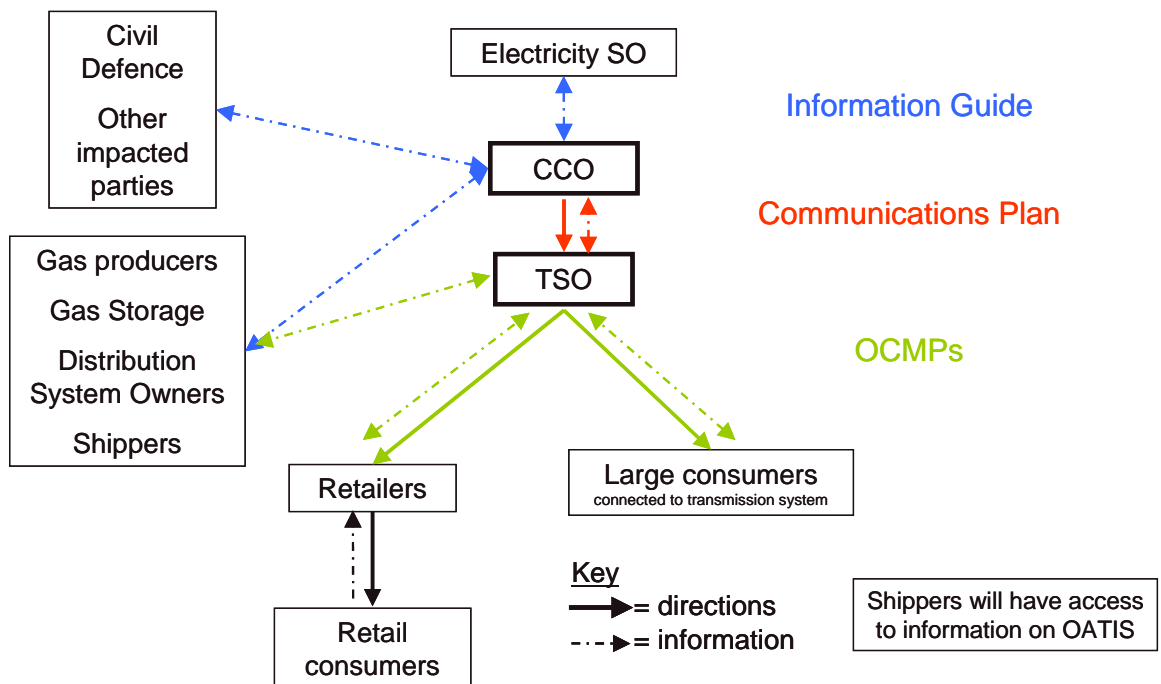 Civil
Defence
Other
impacted
parties
Electricity SO
Information Guide
CCO
Communications Plan
Gas producers
Gas Storage
Distribution
System Owners
Shippers
TSO
OCMPs
Retailers
Large consumers
connected to transmission system
Key
= directions
= information
Retail
consumers
Shippers will have access
to information on OATIS